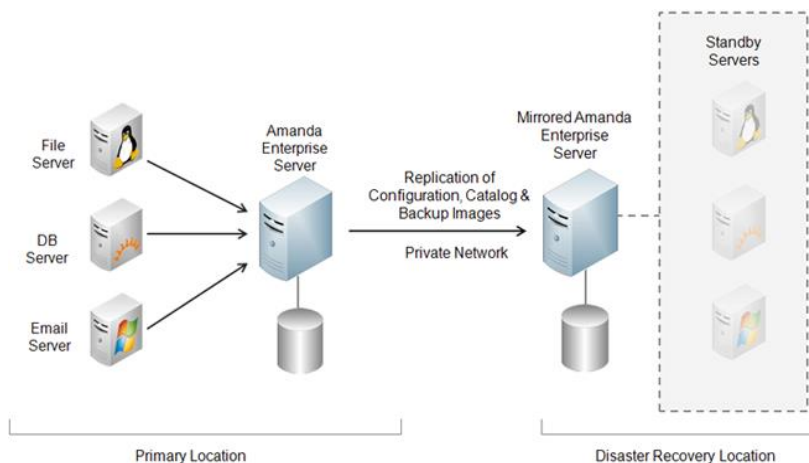 Standby
Servers
File
Server
Amanda
Enterprise
Server
Mirrored Amanda
Enterprise
Server
Replication of
Configuration, Catalog &
Backup Images
Private Network
DB
Server
Email
Server
Primary Location
Disaster Recovery Location